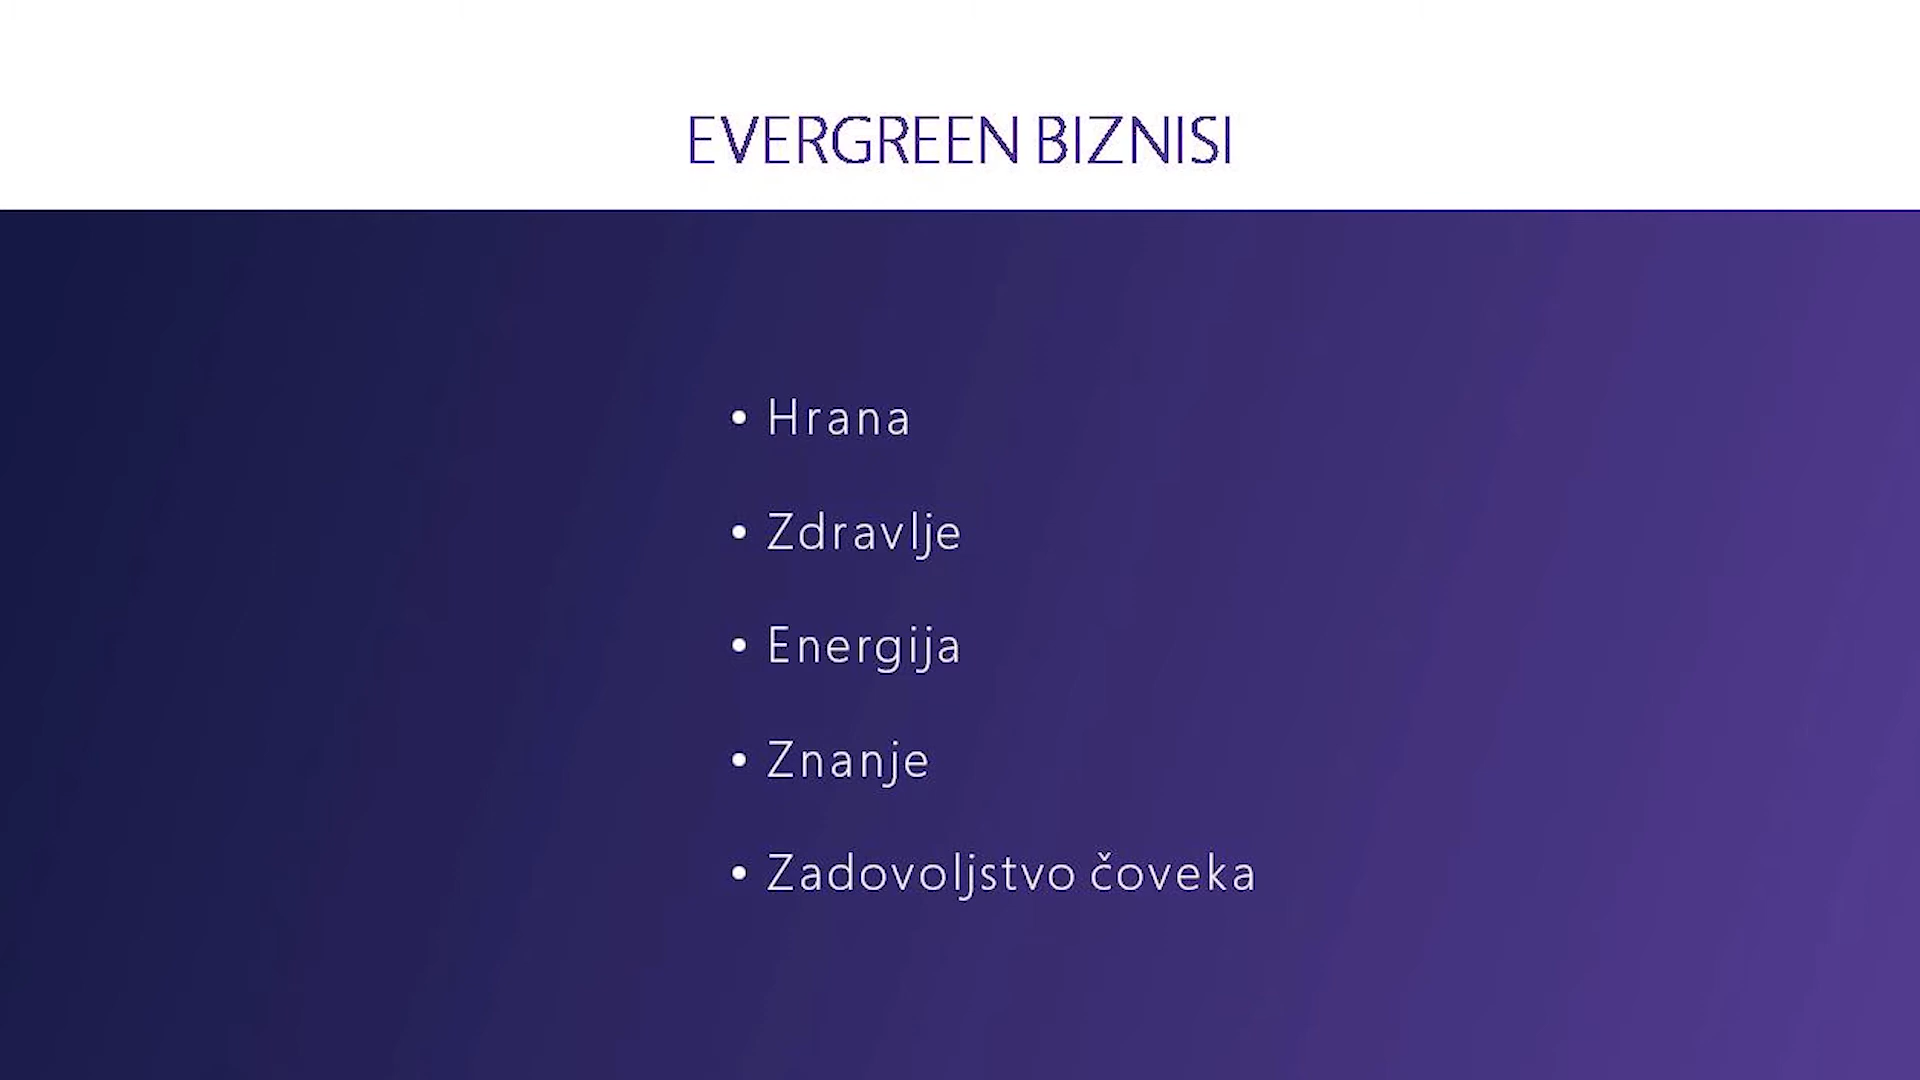 EVERGREEN BIZNISI
• Hrana
• Zdravlje
• Energija
• Znanje
• Zadovoljstvo čoveka